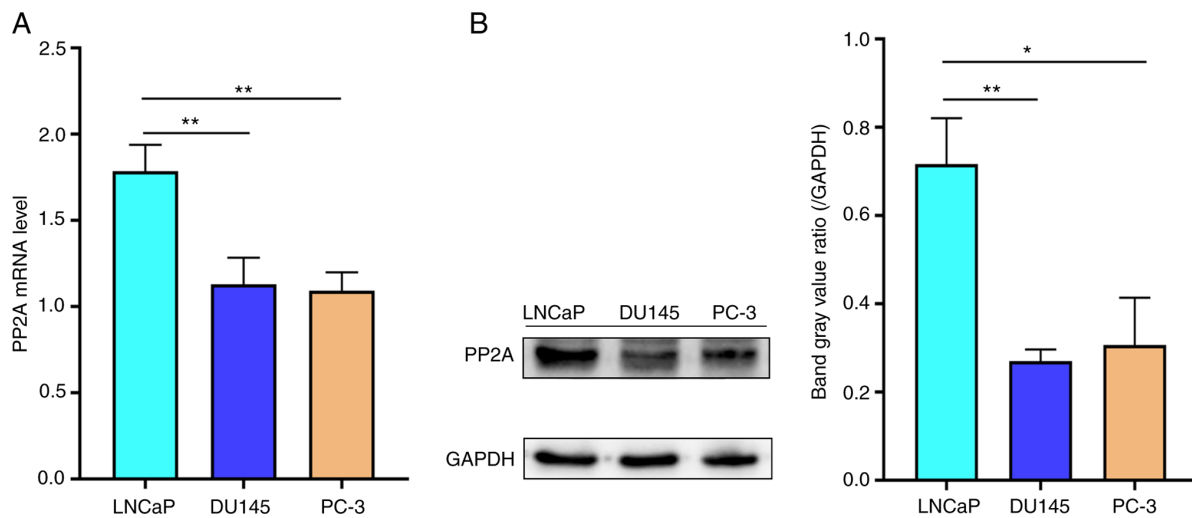 A
PP2A mRNA level
2.5
2.0
1.5
1.0
0.5
0.0
**
**
LNCaP DU145 PC-3
B
LNCaP DU145 PC-3
PP2A
GAPDH
Band gray value ratio (/GAPDH)
1.0
0.8
0.6
0.4
0.2
0.0
*
**
LNCaP DU145 PC-3